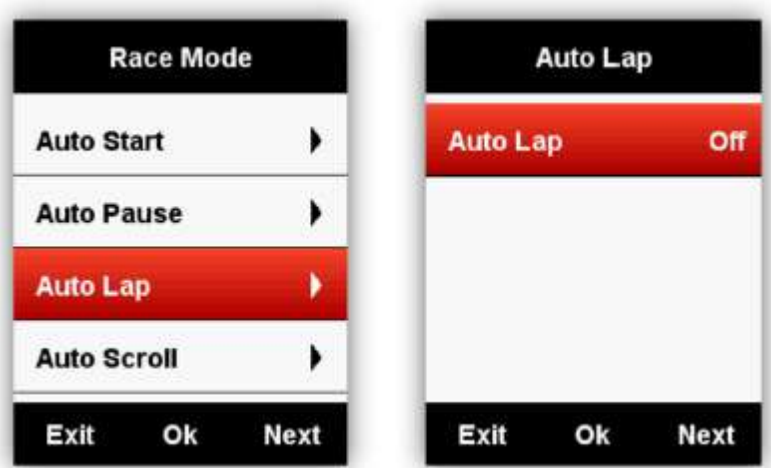 Race Mode
Auto Start
Auto Pause
Auto Lap
Auto Scroll
Exit Ok Next
Auto Lap
Auto Lap Off
Exit Ok Next